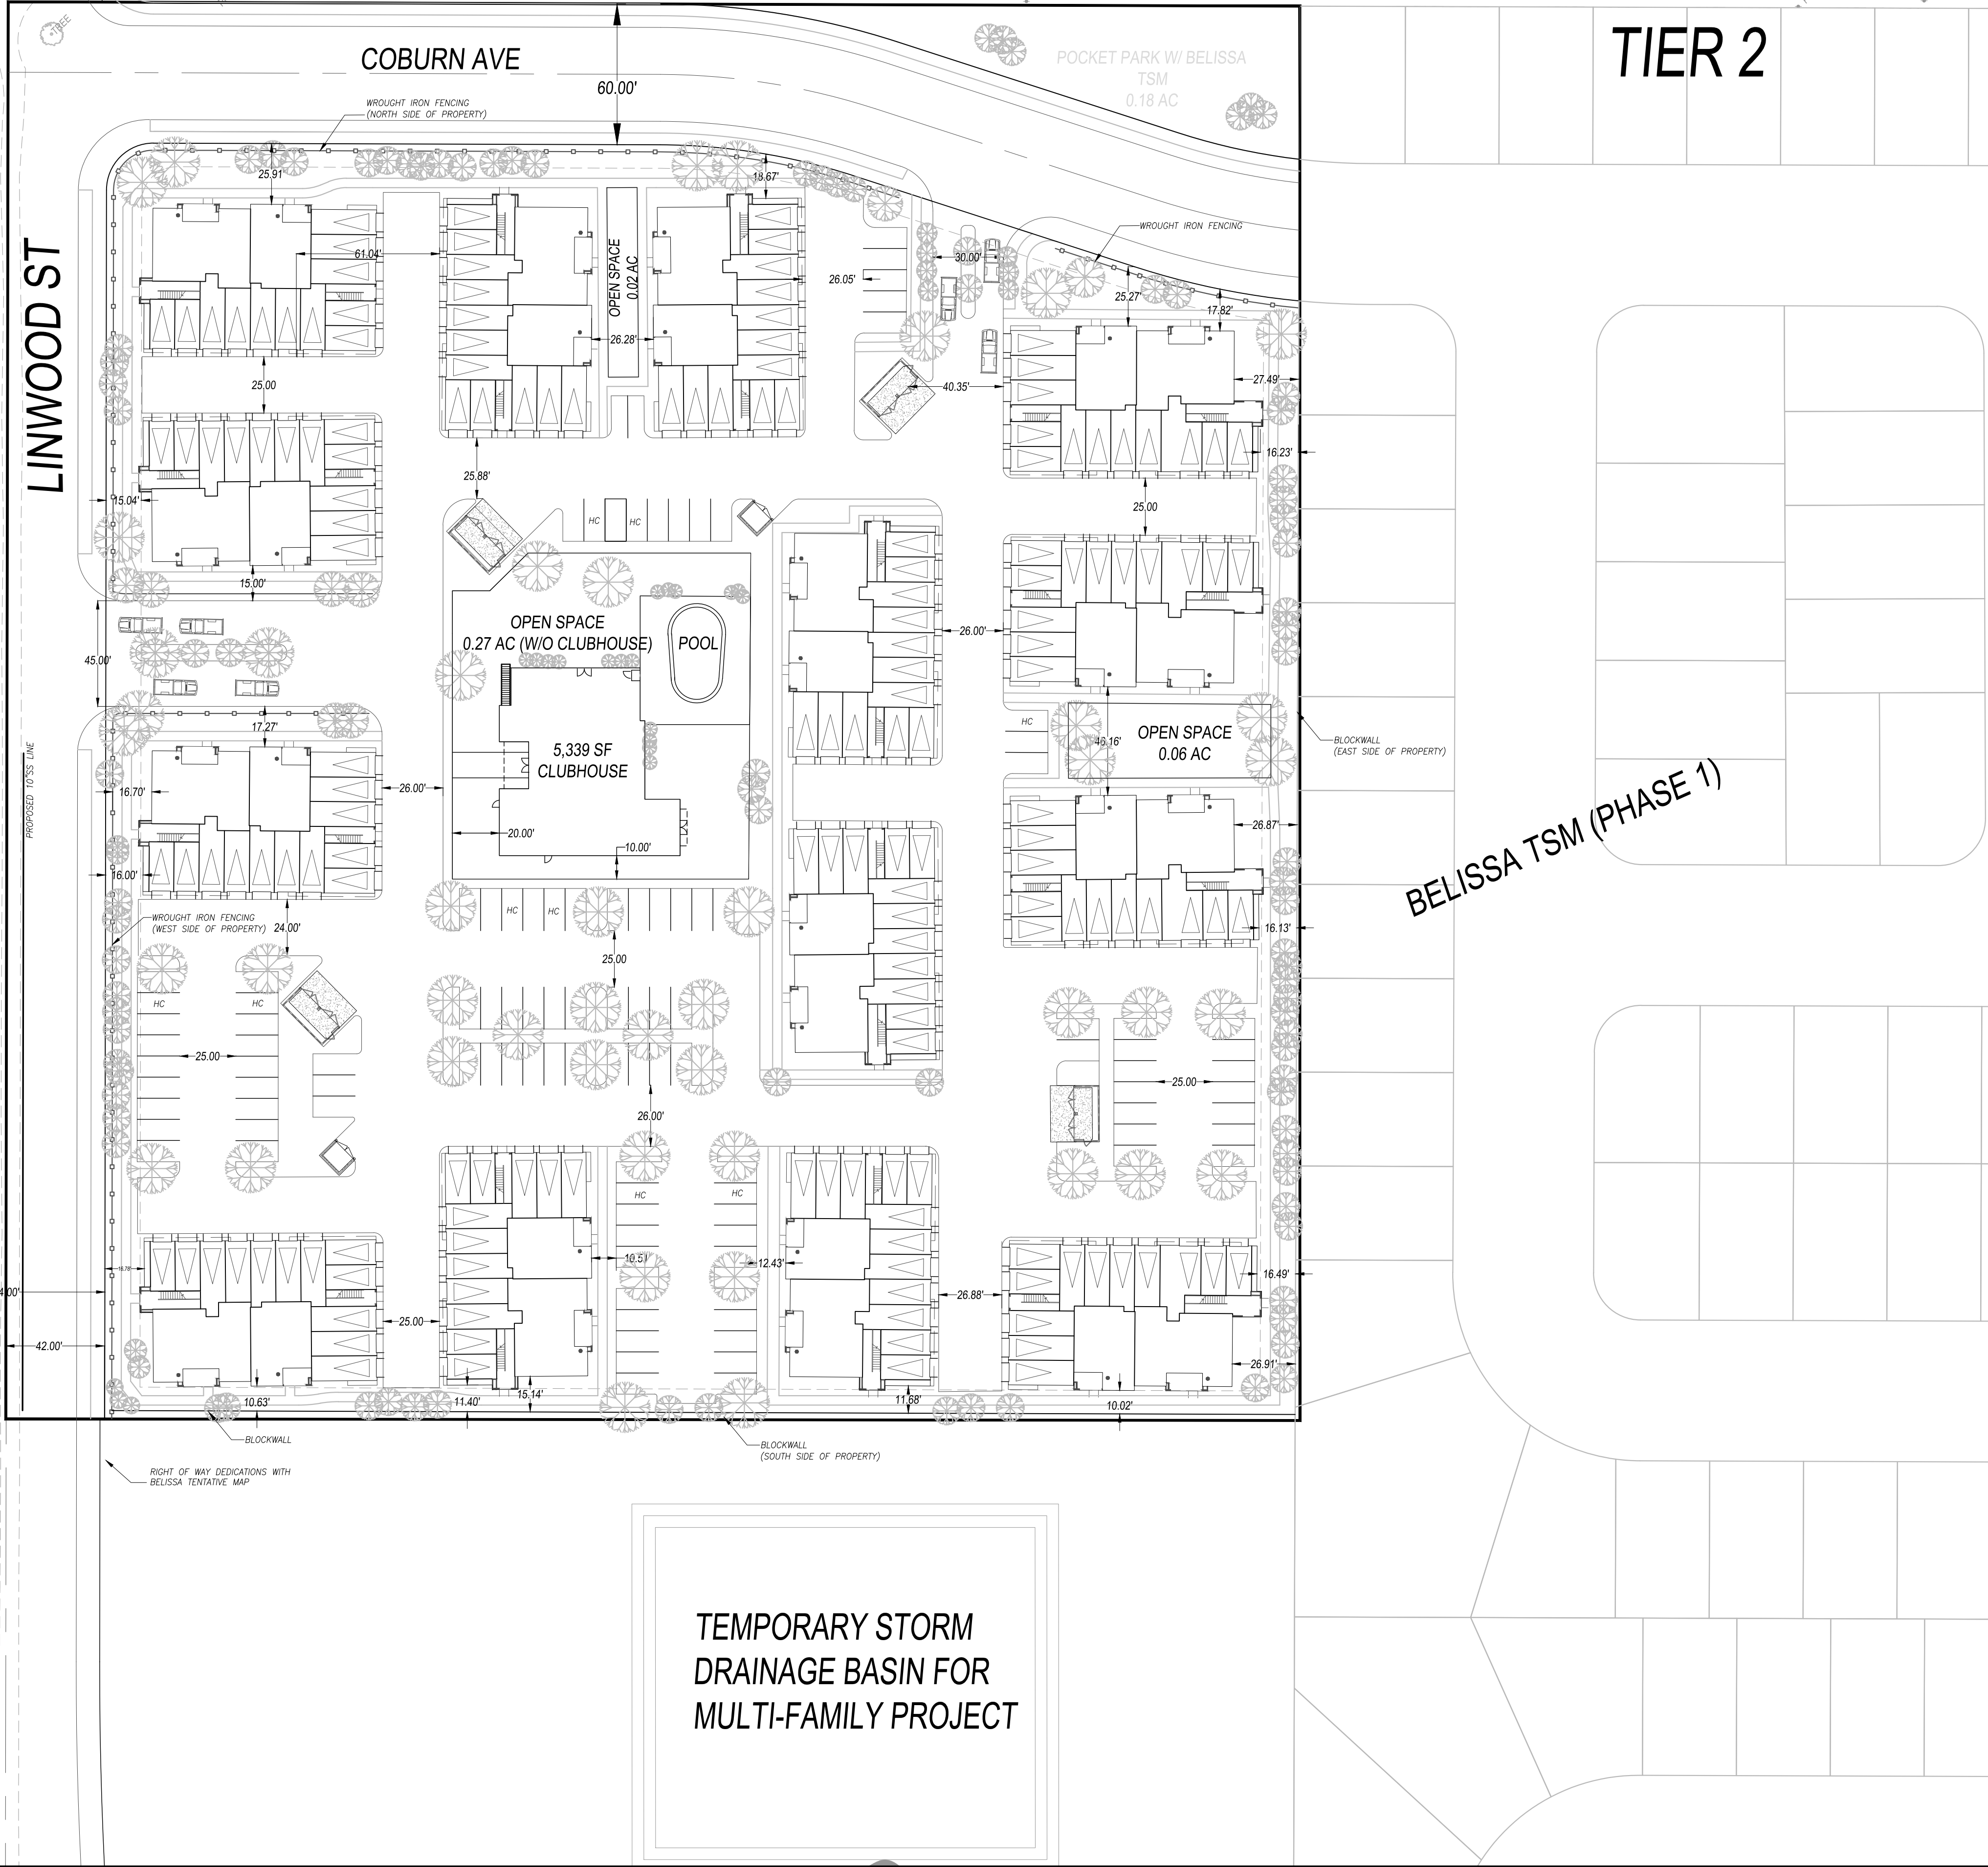 TREE
COBURN AVE
60.00'
POCKET PARK W/ BELISSA
TSM
0.18 AC
TIER 2
WROUGHT IRON FENCING
(NORTH SIDE OF PROPERTY)
25.91'
18.67'
LINWOOD ST
61.04'
OPEN SPACE
0.02 AC
26.05'
30.00'
WROUGHT IRON FENCING
25.27'
17.82'
26.28'
25.00
40.35'
27.49'
25.88'
16.23'
15.04'
HC
HC
25.00
15.00'
OPEN SPACE
0.27 AC (W/O CLUBHOUSE)
POOL
26.00'
45.00'
17.27'
HC
46.16'
OPEN SPACE
0.06 AC
BLOCKWALL
(EAST SIDE OF PROPERTY)
PROPOSED 10"SS LINE
5,339 SF
CLUBHOUSE
16.70'
26.00'
20.00'
10.00'
26.87'
BELISSA TSM (PHASE 1)
16.00'
WROUGHT IRON FENCING
(WEST SIDE OF PROPERTY)
24.00'
HC
HC
16.13'
25.00
HC
HC
25.00
25.00
26.00'
HC
HC
16.78'
10.51'
12.43'
16.49'
26.88'
25.00
42.00'
26.91'
10.63'
11.40'
15.14'
11.68'
10.02'
BLOCKWALL
BLOCKWALL
(SOUTH SIDE OF PROPERTY)
RIGHT OF WAY DEDICATIONS WITH
BELISSA TENTATIVE MAP
TEMPORARY STORM
DRAINAGE BASIN FOR
MULTI-FAMILY PROJECT